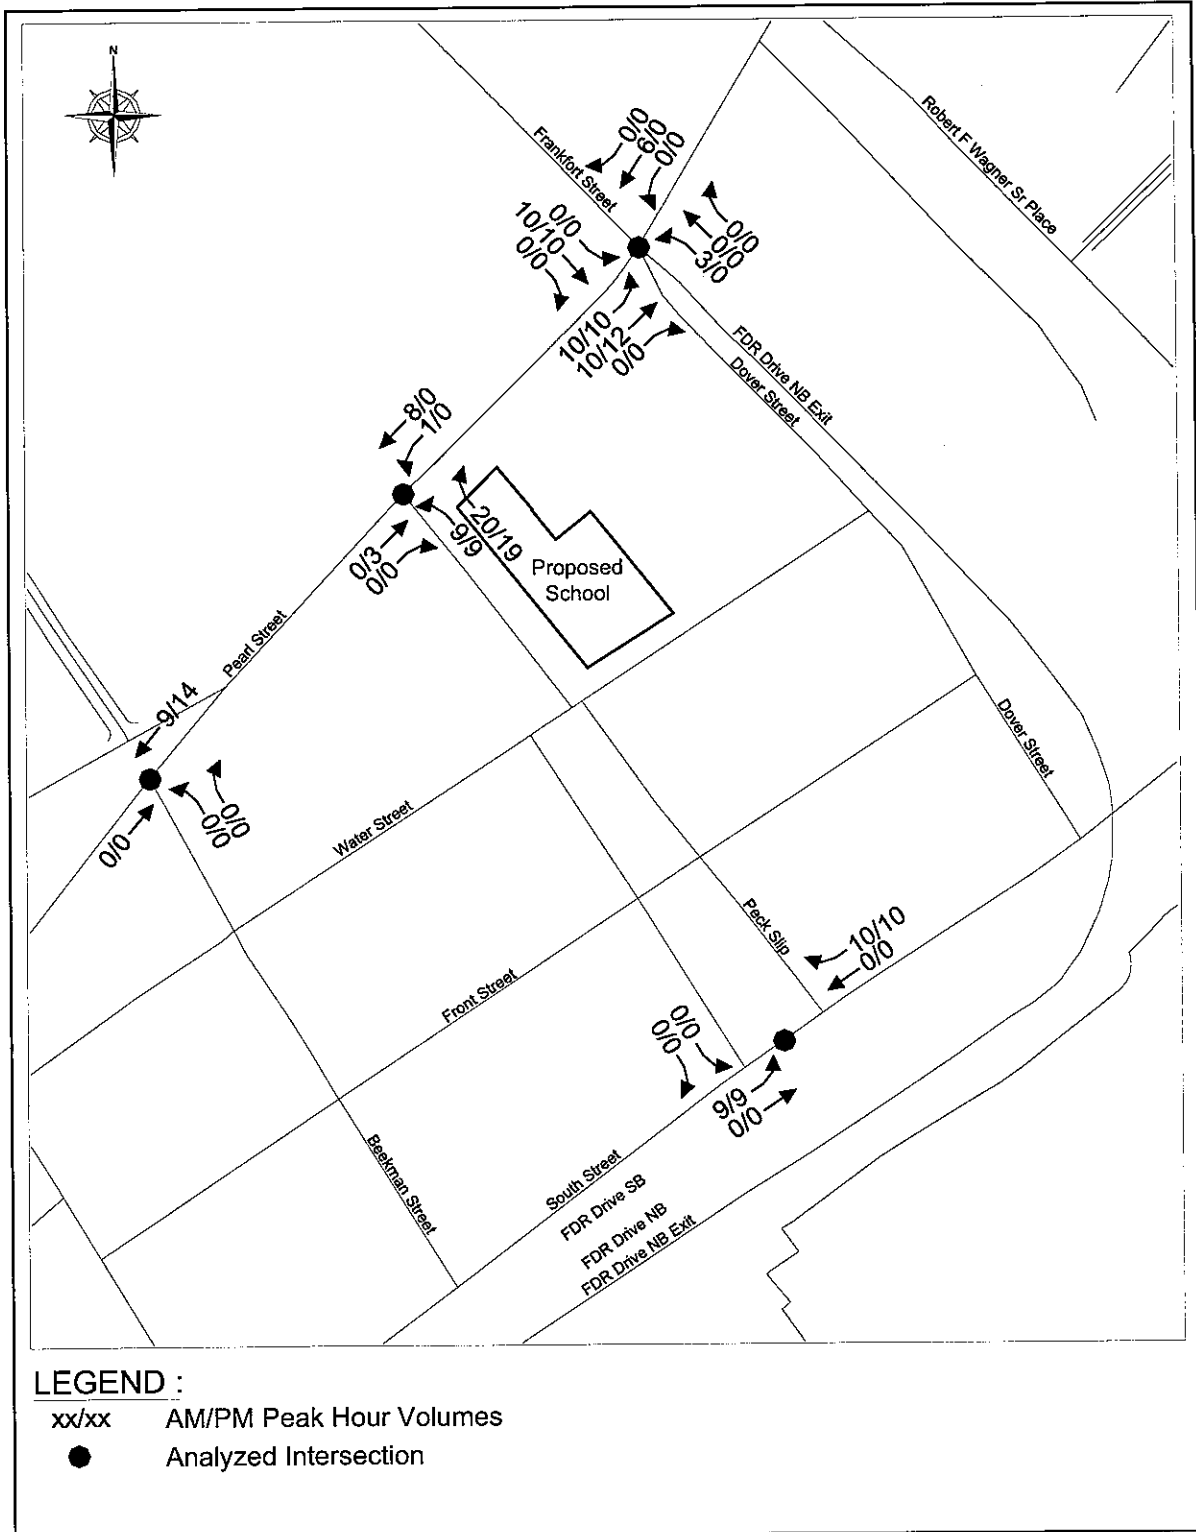 N
Robert F Wagner Sr Place
Frankfort Street
0/0
6/0
0/0
0/0
10/10
0/0
0/0
0/0
3/0
10/10
10/12
0/0
FDR Drive NB Exit
Dover Street
8/0
1/0
20/19
9/9
0/3
0/0
Proposed
School
Pearl Street
9/14
0/0
0/0
0/0
Dover Street
Water Street
Peck Slip
10/10
0/0
Front Street
0/0
0/0
9/9
0/0
Beekman Street
South Street
FDR Drive SB
FDR Drive NB
FDR Drive NB Exit
LEGEND :
xx/xx AM/PM Peak Hour Volumes
Analyzed Intersection